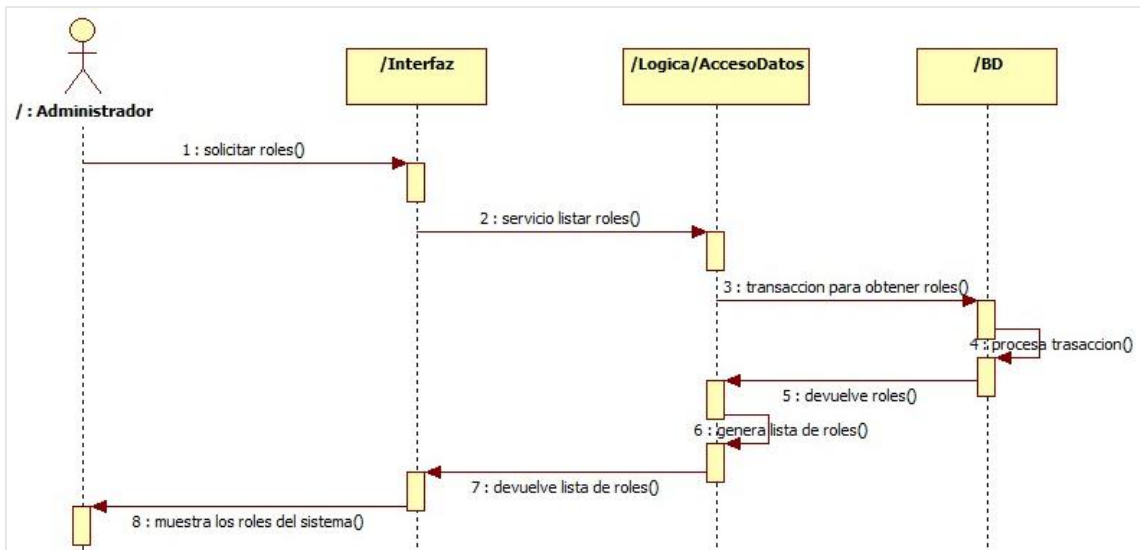 /Interfaz
/Logica/AccesoDatos
/BD
/ : Administrador
1 : solicitar roles()
2 : servicio listar roles()
3 : transaccion para obtener roles()
4 : procesa trasaccion()
5 : devuelve roles()
6 : genera lista de roles()
7 : devuelve lista de roles()
8 : muestra los roles del sistema()